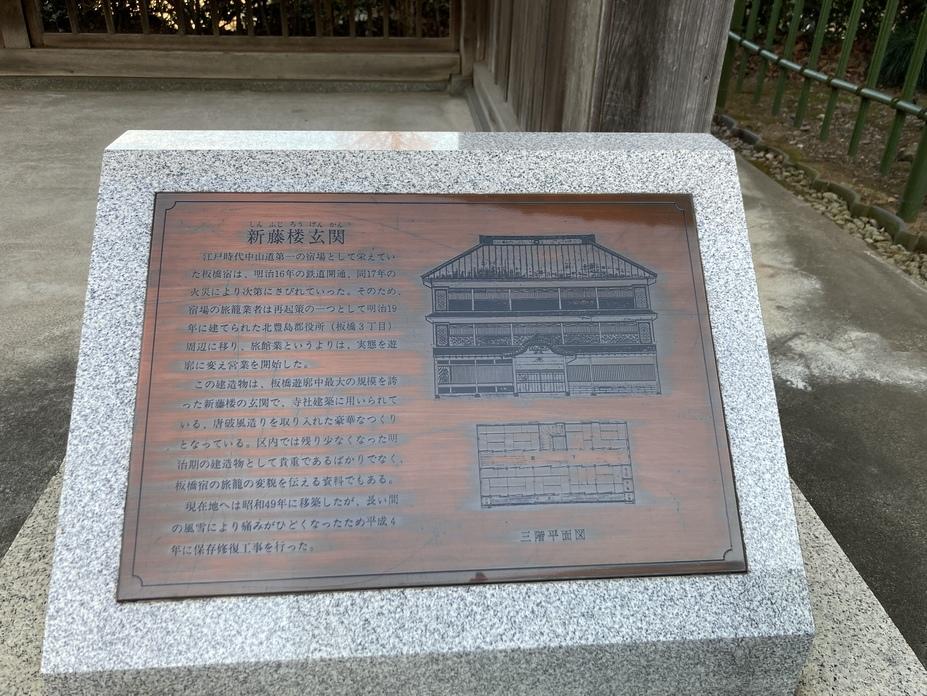 しんふじろうげんかん
新藤楼玄関
江戸時代中山道第一の宿場として栄えてい
た板橋宿は、明治16年の鉄道開通、同17年の
火災により次第にさびれていった。そのため、
宿場の旅籠業者は再起策の一つとして明治19
年に建てられた北豊島郡役所（板橋3丁目）
周辺に移り、旅館業というよりは、実態を遊
廓に変え営業を開始した。
この建造物は、板橋遊廓中最大の規模を誇
った新藤楼の玄関で、寺社建築に用いられて
いる、唐破風造りを取り入れた豪華なつくり
となっている。区内では残り少なくなった明
治期の建造物として貴重であるばかりでなく、
板橋宿の旅籠の変貌を伝える資料でもある。
現在地へは昭和49年に移築したが、長い間
の風雪により痛みがひどくなったため平成4
年に保存修復工事を行った。
三階平面図